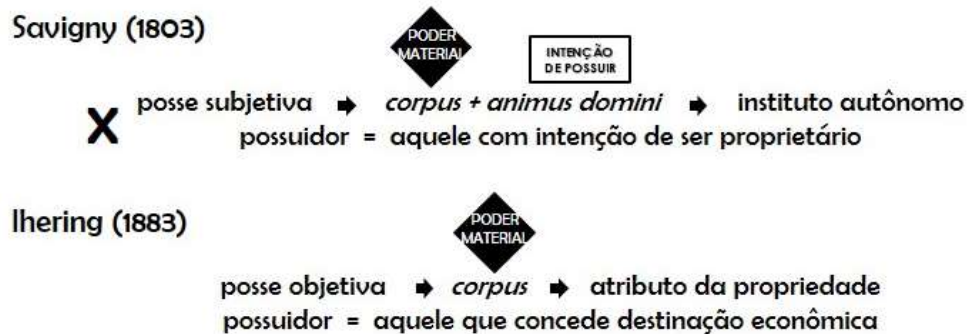 Savigny (1803)
PODER
MATERIAL
INTENÇÃO
DE POSSUIR
posse subjetiva ➧ corpus + animus domini ➧ instituto autônomo
X
possuidor = aquele com intenção de ser proprietário
Ihering (1883)
PODER
MATERIAL
posse objetiva ➧ corpus ➧ atributo da propriedade
possuidor = aquele que concede destinação econômica